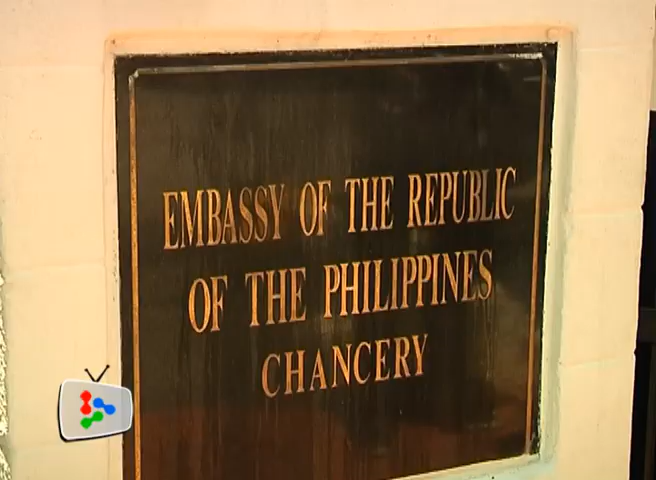 EMBASSY OF THE REPUBLIC
OF THE PHILIPPINES
CHANCERY